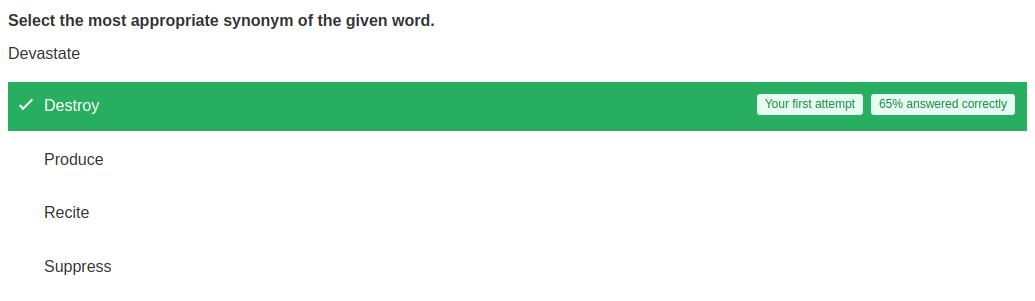 Select the most appropriate synonym of the given word.
Devastate
Destroy Your first attempt 65% answered correctly
Produce
Recite
Suppress